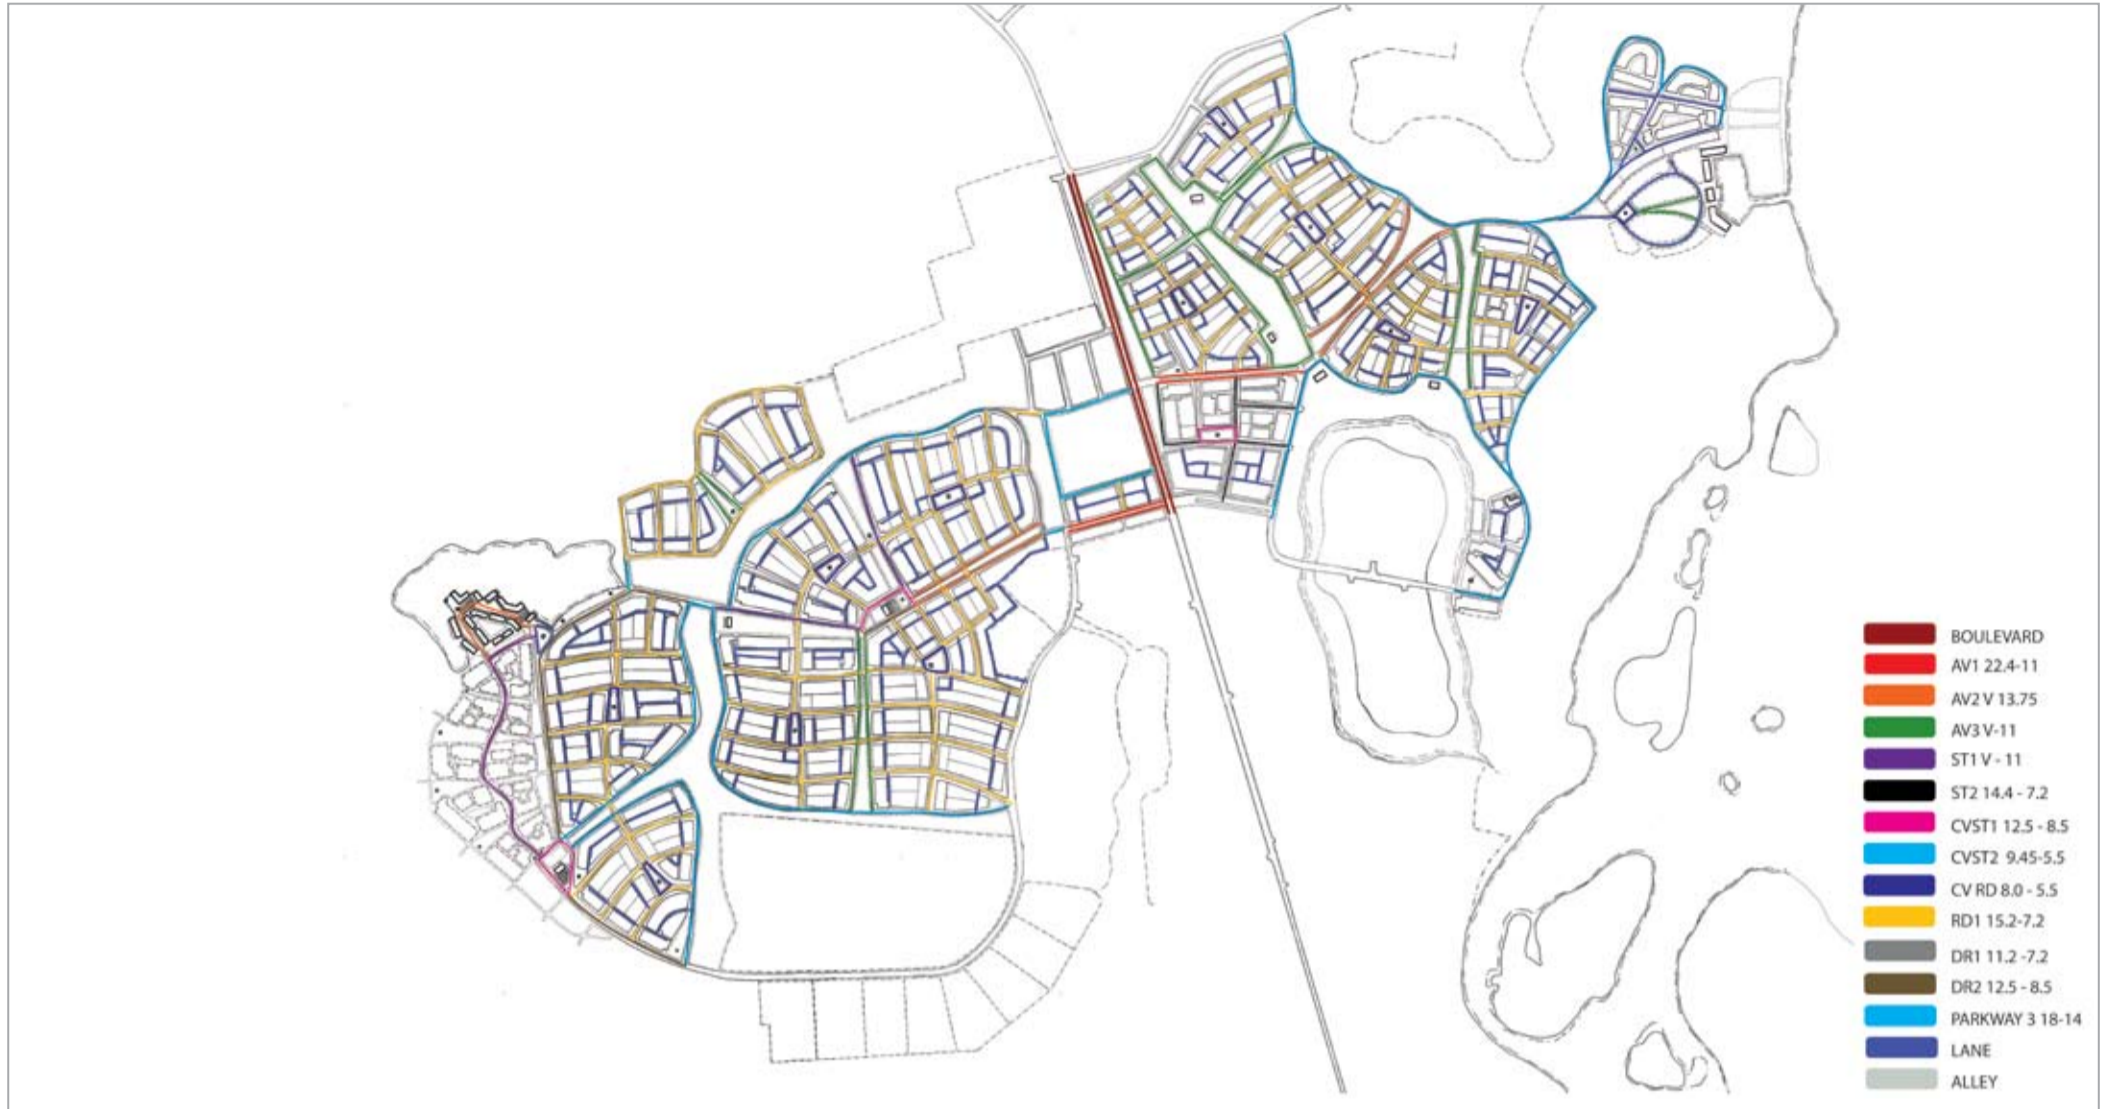 BOULEVARD
AV1 22.4-11
AV2 V 13.75
AV3 V-11
ST1 V - 11
ST2 14.4 - 7.2
CVST1 12.5 - 8.5
CVST2 9.45-5.5
CV RD 8.0 - 5.5
RD1 15.2-7.2
DR1 11.2 -7.2
DR2 12.5 - 8.5
PARKWAY 3 18-14
LANE
ALLEY